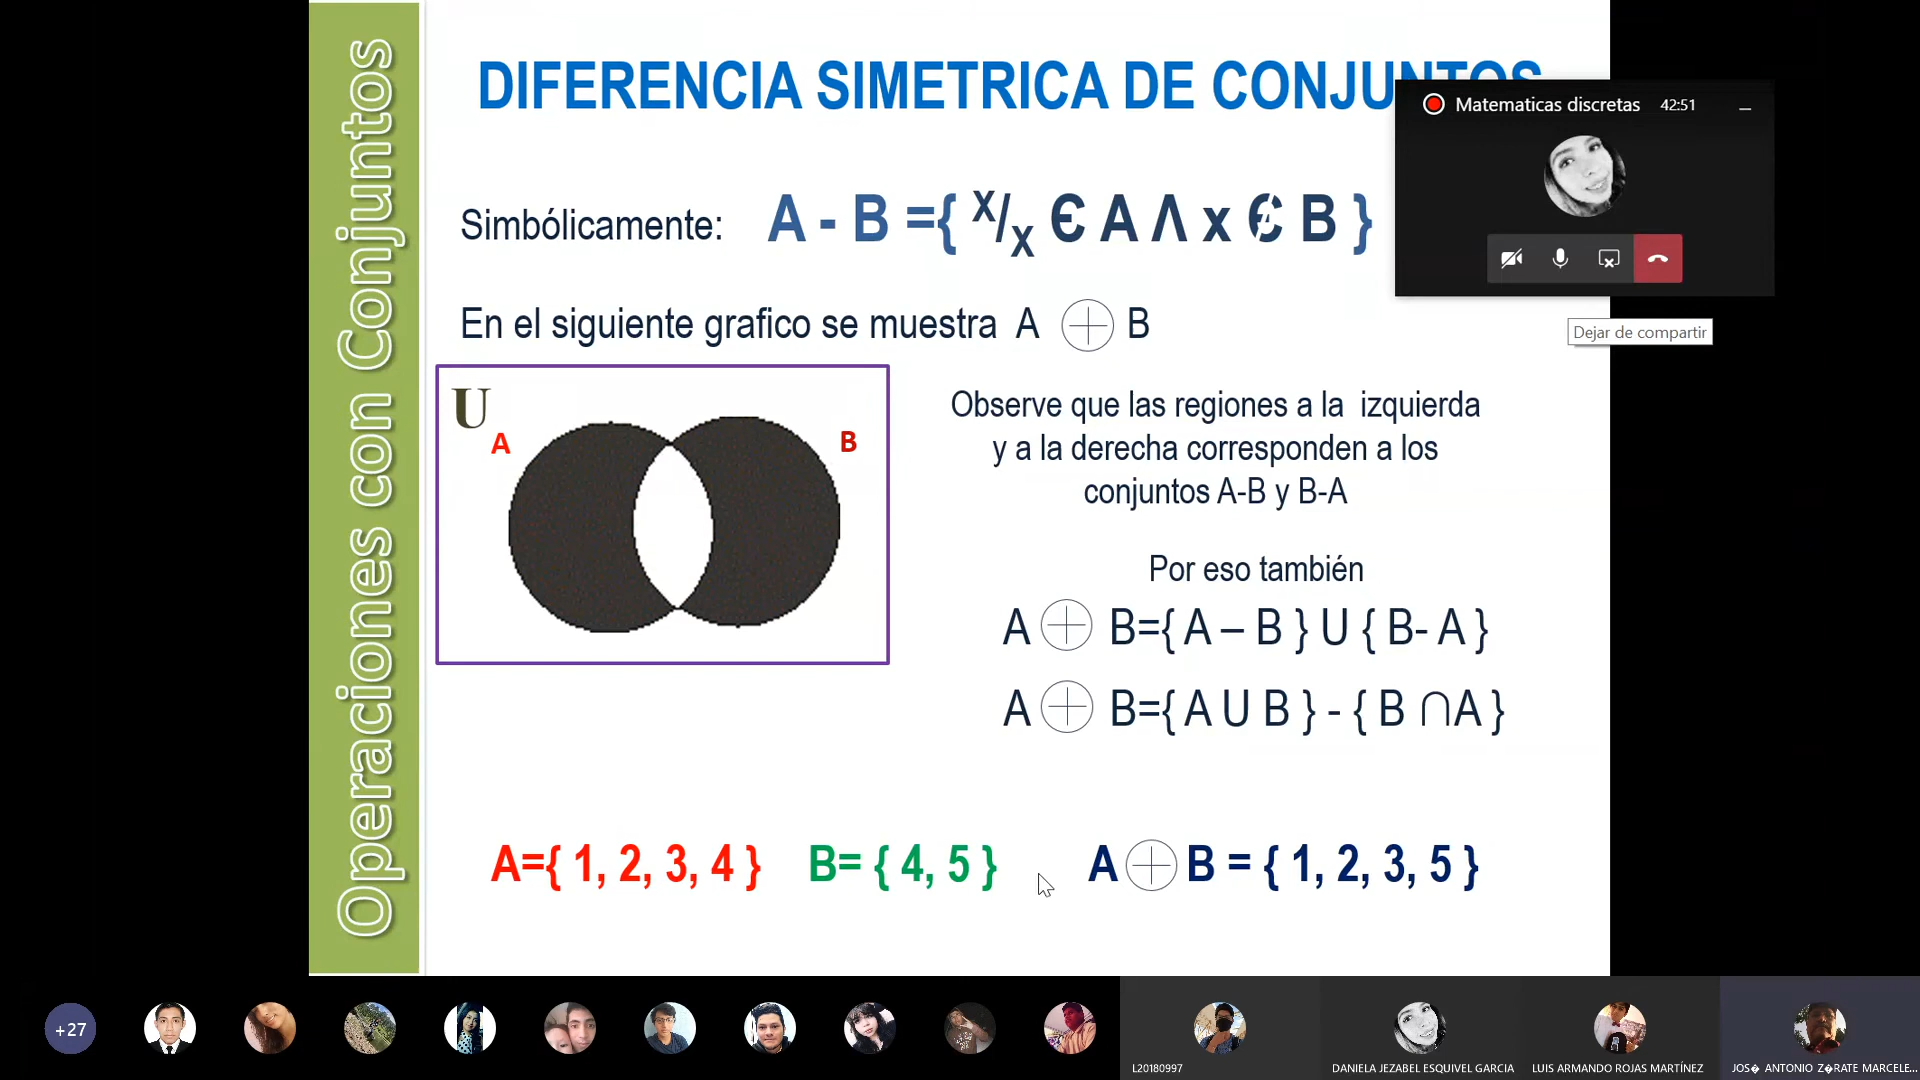 Operaciones con Conjuntos
DIFERENCIA SIMETRICA DE CONJUNTOS
Matematicas discretas 42:51
Simbólicamente: A - B ={ x/x Є A Λ x Є B }
Dejar de compartir
En el siguiente grafico se muestra A ⊕ B
U
A
B
Observe que las regiones a la izquierda
y a la derecha corresponden a los
conjuntos A-B y B-A
Por eso también
A ⊕ B={ A – B } U { B- A }
A ⊕ B={ A U B } - { B ∩A }
A={ 1, 2, 3, 4 } B= { 4, 5 } A ⊕ B = { 1, 2, 3, 5 }
+27
L20180997
DANIELA JEZABEL ESQUIVEL GARCIA
LUIS ARMANDO ROJAS MARTÍNEZ
JOS� ANTONIO Z�RATE MARCELE...